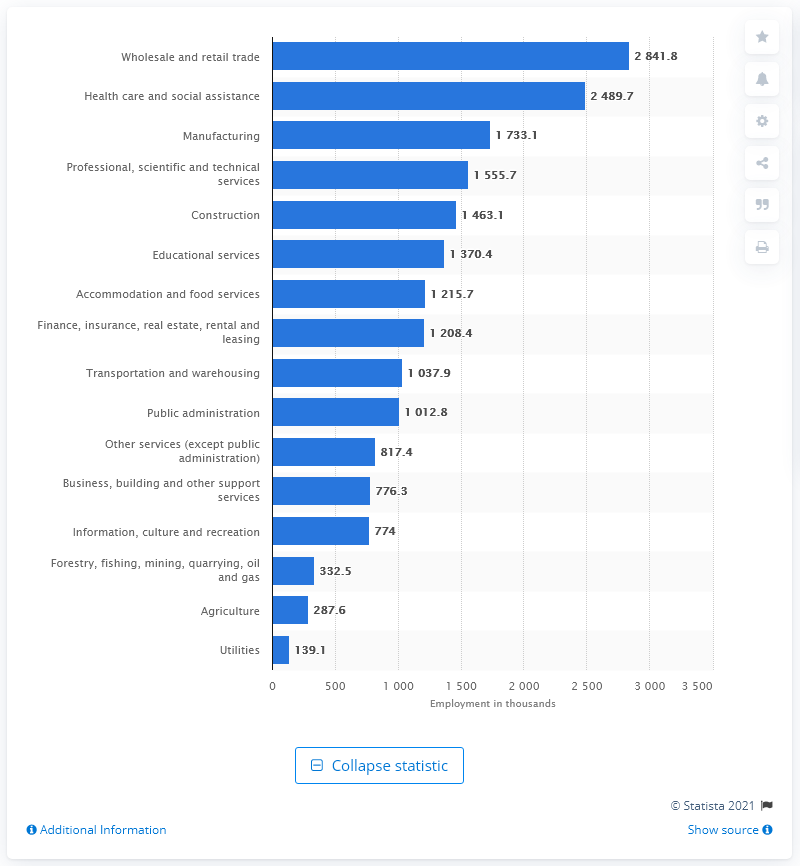 Wholesale and retail trade 2 841.8
Health care and social assistance 2 489.7
Manufacturing 1 733.1
Professional, scientific and technical
services 1 555.7
Construction 1 463.1
Educational services 1 370.4
Accommodation and food services 1 215.7
Finance, insurance, real estate, rental and
leasing 1 208.4
Transportation and warehousing 1 037.9
Public administration 1 012.8
Other services (except public
administration) 817.4
Business, building and other support
services 776.3
Information, culture and recreation 774
Forestry, fishing, mining, quarrying, oil
and gas 332.5
Agriculture 287.6
Utilities 139.1
0 500 1 000 1 500 2 000 2 500 3 000 3 500
Employment in thousands
Collapse statistic
© Statista 2021
Additional Information Show source